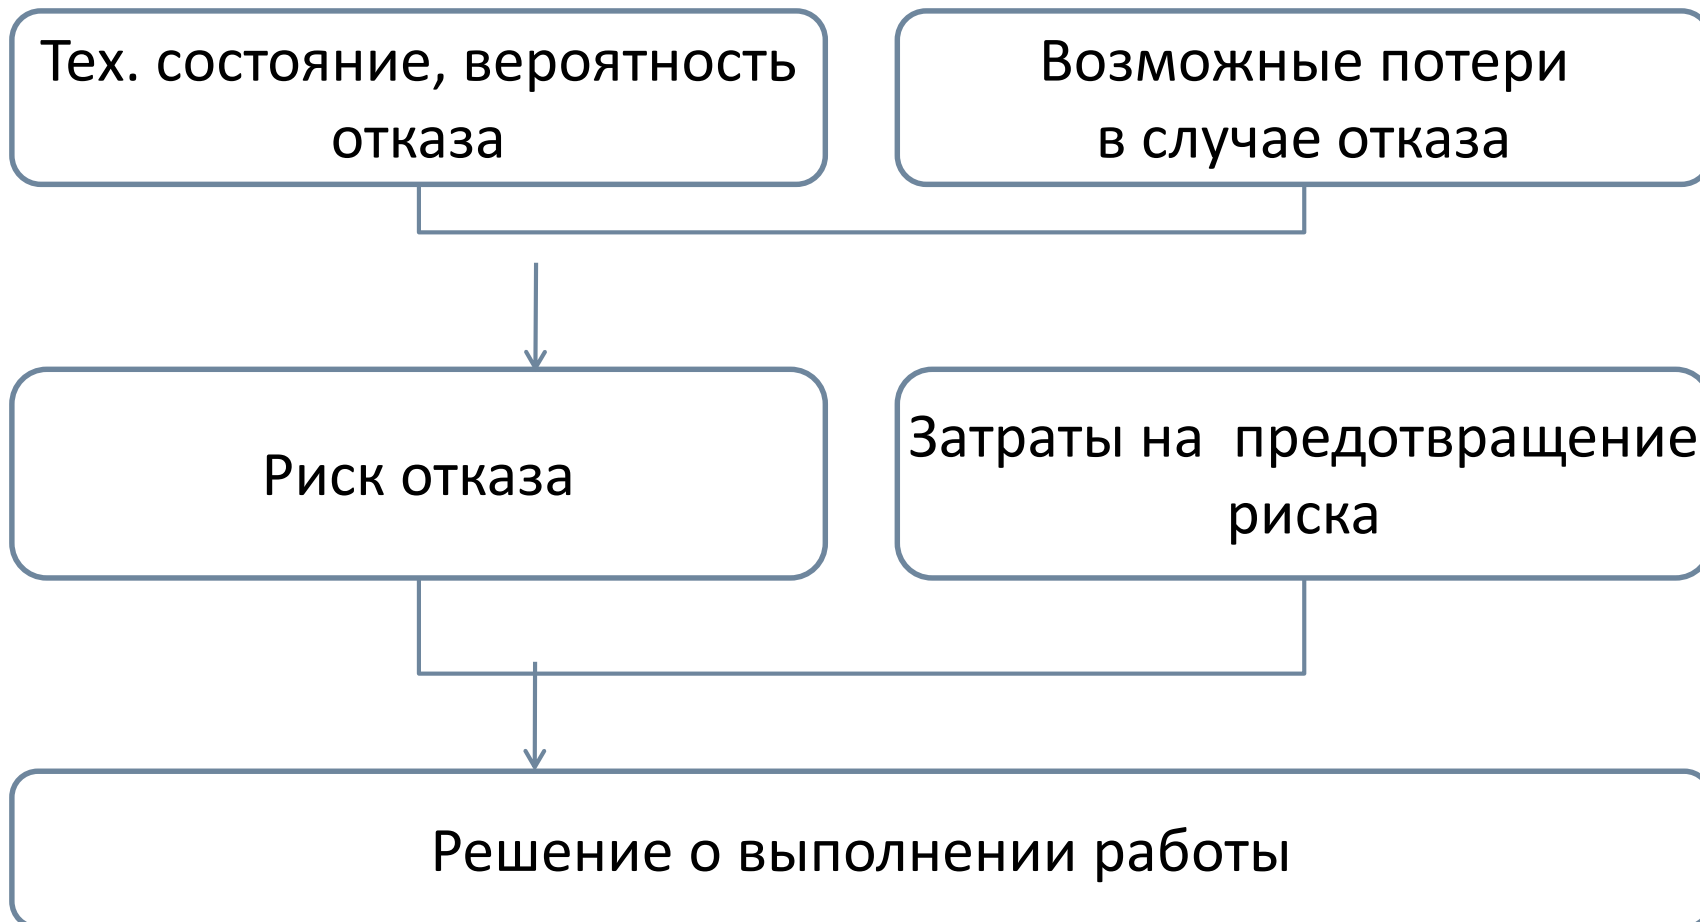 Тех. состояние, вероятность
отказа
Возможные потери
в случае отказа
Риск отказа
Затраты на  предотвращение
риска
Решение о выполнении работы